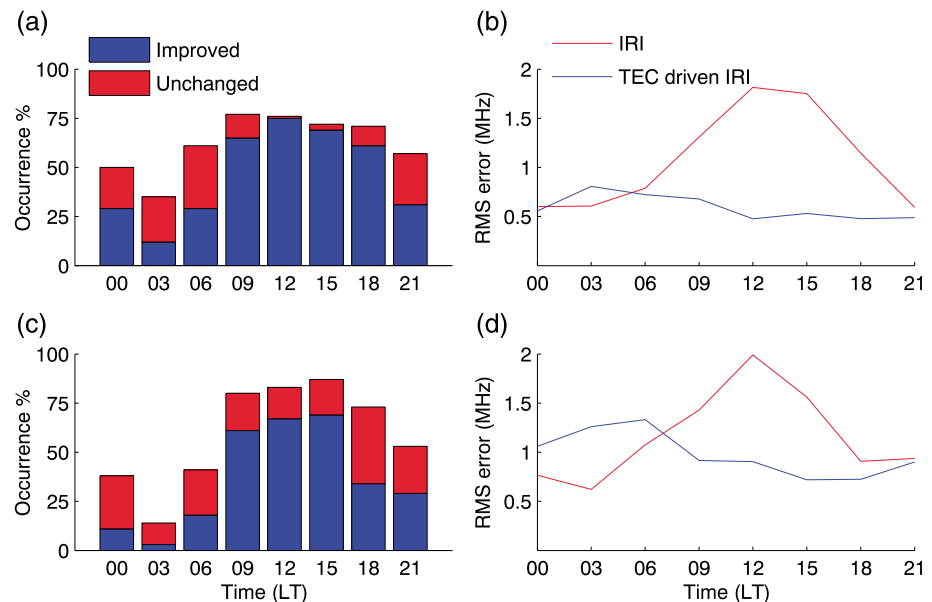 (a)
Improved
Unchanged
100
75
50
25
0
Occurrence %
00 03 06 09 12 15 18 21
(b)
IRI
TEC driven IRI
2
1.5
1
0.5
RMS error (MHz)
00 03 06 09 12 15 18 21
(c)
100
75
50
25
0
Occurrence %
00 03 06 09 12 15 18 21
Time (LT)
(d)
2
1.5
1
0.5
RMS error (MHz)
00 03 06 09 12 15 18 21
Time (LT)